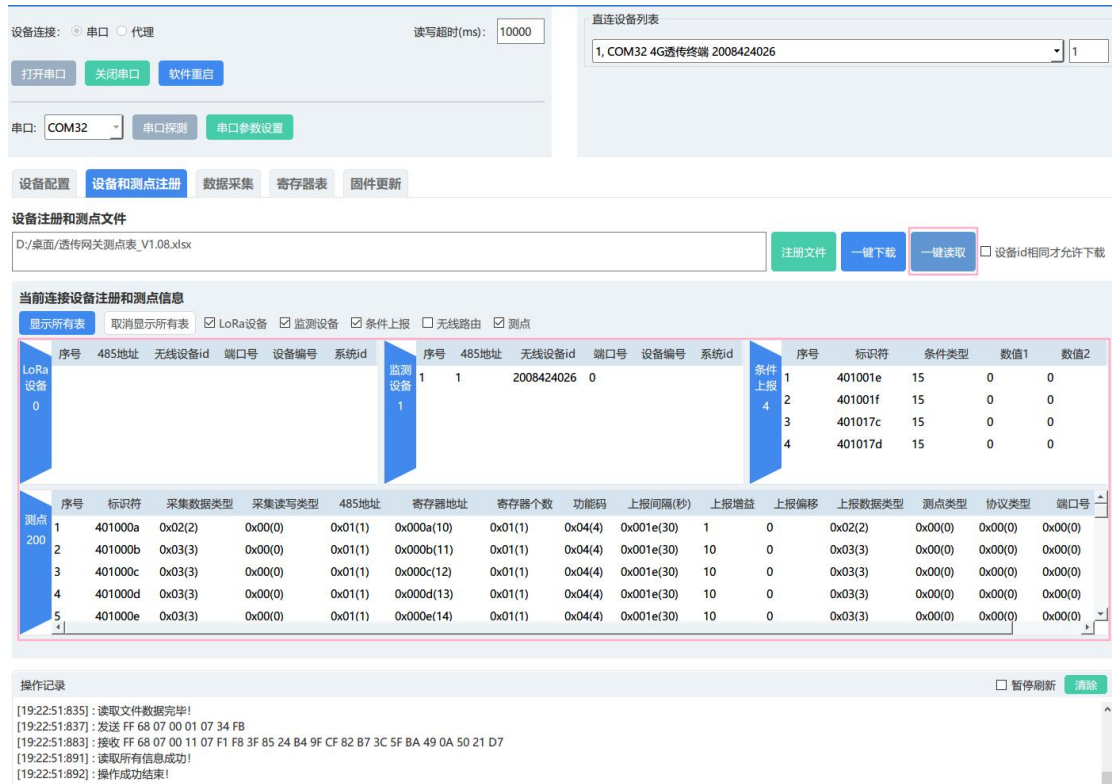 设备连接： 串口 代理 读写超时(ms)： 10000
直连设备列表
1, COM32 4G透传终端 2008424026 1
打开串口 关闭串口 软件重启
串口: COM32 串口探测 串口参数设置
设备配置 设备和测点注册 数据采集 寄存器表 固件更新
设备注册和测点文件
D:/桌面/透传网关测点表_V1.08.xlsx 注册文件 一键下载 一键读取 设备id相同才允许下载
当前连接设备注册和测点信息
显示所有表 取消显示所有表 LoRa设备 监测设备 条件上报 无线路由 测点
LoRa设备 0
序号 485地址 无线设备id 端口号 设备编号 系统id
监测设备 1
序号 485地址 无线设备id 端口号 设备编号 系统id
1 1 2008424026 0
条件上报 4
序号 标识符 条件类型 数值1 数值2
1 401001e 15 0 0
2 401001f 15 0 0
3 401017c 15 0 0
4 401017d 15 0 0
测点 200
序号 标识符 采集数据类型 采集读写类型 485地址 寄存器地址 寄存器个数 功能码 上报间隔(秒) 上报增益 上报偏移 上报数据类型 测点类型 协议类型 端口号
1 401000a 0x02(2) 0x00(0) 0x01(1) 0x000a(10) 0x01(1) 0x04(4) 0x001e(30) 1 0 0x02(2) 0x00(0) 0x00(0) 0x00(0)
2 401000b 0x03(3) 0x00(0) 0x01(1) 0x000b(11) 0x01(1) 0x04(4) 0x001e(30) 10 0 0x03(3) 0x00(0) 0x00(0) 0x00(0)
3 401000c 0x03(3) 0x00(0) 0x01(1) 0x000c(12) 0x01(1) 0x04(4) 0x001e(30) 10 0 0x03(3) 0x00(0) 0x00(0) 0x00(0)
4 401000d 0x03(3) 0x00(0) 0x01(1) 0x000d(13) 0x01(1) 0x04(4) 0x001e(30) 10 0 0x03(3) 0x00(0) 0x00(0) 0x00(0)
5 401000e 0x03(3) 0x00(0) 0x01(1) 0x000e(14) 0x01(1) 0x04(4) 0x001e(30) 10 0 0x03(3) 0x00(0) 0x00(0) 0x00(0)
操作记录 暂停刷新 清除
[19:22:51:835] : 读取文件数据完毕!
[19:22:51:837] : 发送 FF 68 07 00 01 07 34 FB
[19:22:51:883] : 接收 FF 68 07 00 11 07 F1 F8 3F 85 24 B4 9F CF 82 B7 3C 5F BA 49 0A 50 21 D7
[19:22:51:891] : 读取所有信息成功!
[19:22:51:892] : 操作成功结束!